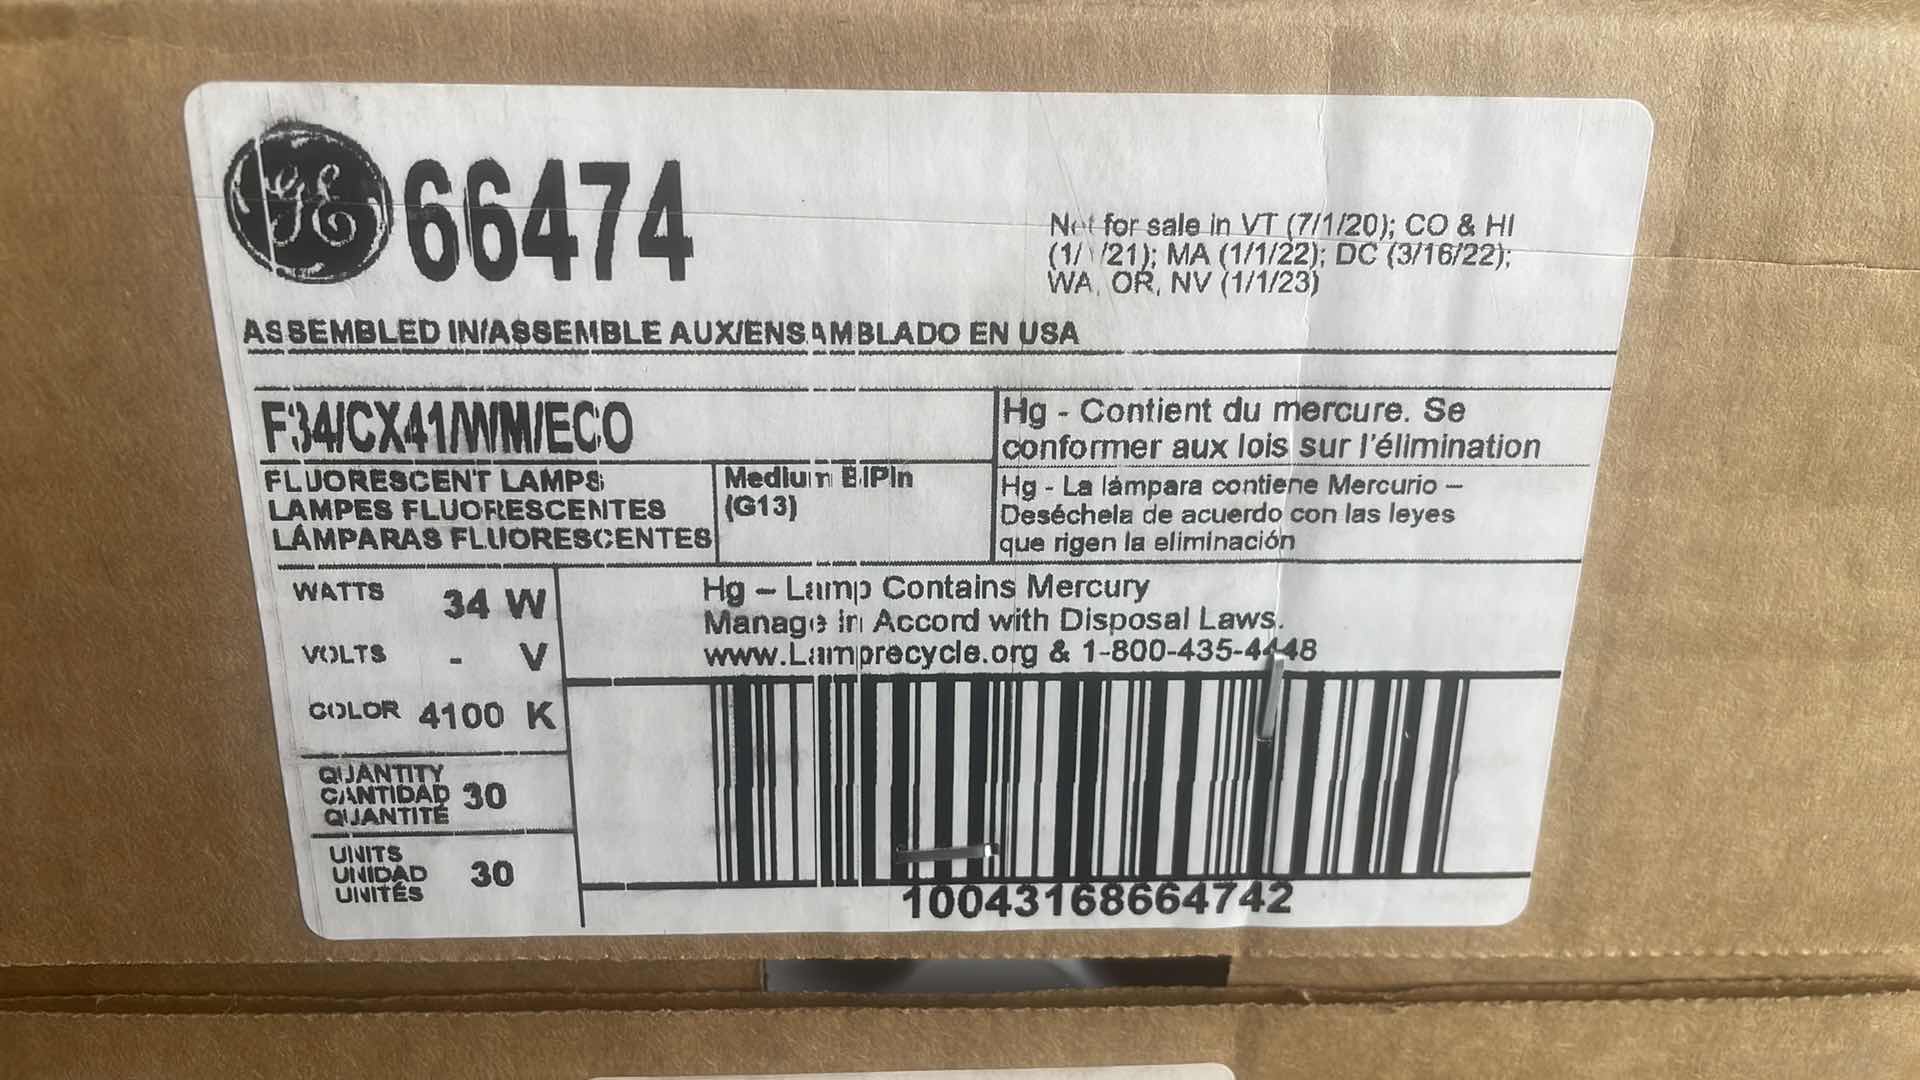 GE 66474
Not for sale in VT (7/1/20); CO & HI
(1/1/21); MA (1/1/22); DC (3/16/22);
WA, OR, NV (1/1/23)
ASSEMBLED IN/ASSEMBLE AUX/ENSAMBLADO EN USA
F34/CX41/WM/ECO
FLUORESCENT LAMPS
LAMPES FLUORESCENTES
LÁMPARAS FLUORESCENTES
Medium BIPIn
(G13)
Hg - Contient du mercure. Se
conformer aux lois sur l'élimination
Hg - La lámpara contiene Mercurio –
Deséchela de acuerdo con las leyes
que rigen la eliminación
WATTS 34 W
VOLTS - V
COLOR 4100 K
Hg – Lamp Contains Mercury
Manage in Accord with Disposal Laws.
www.Lamprecycle.org & 1-800-435-4448
QUANTITY
CANTIDAD 30
QUANTITÉ
UNITS
UNIDAD 30
UNITÉS
10043168664742